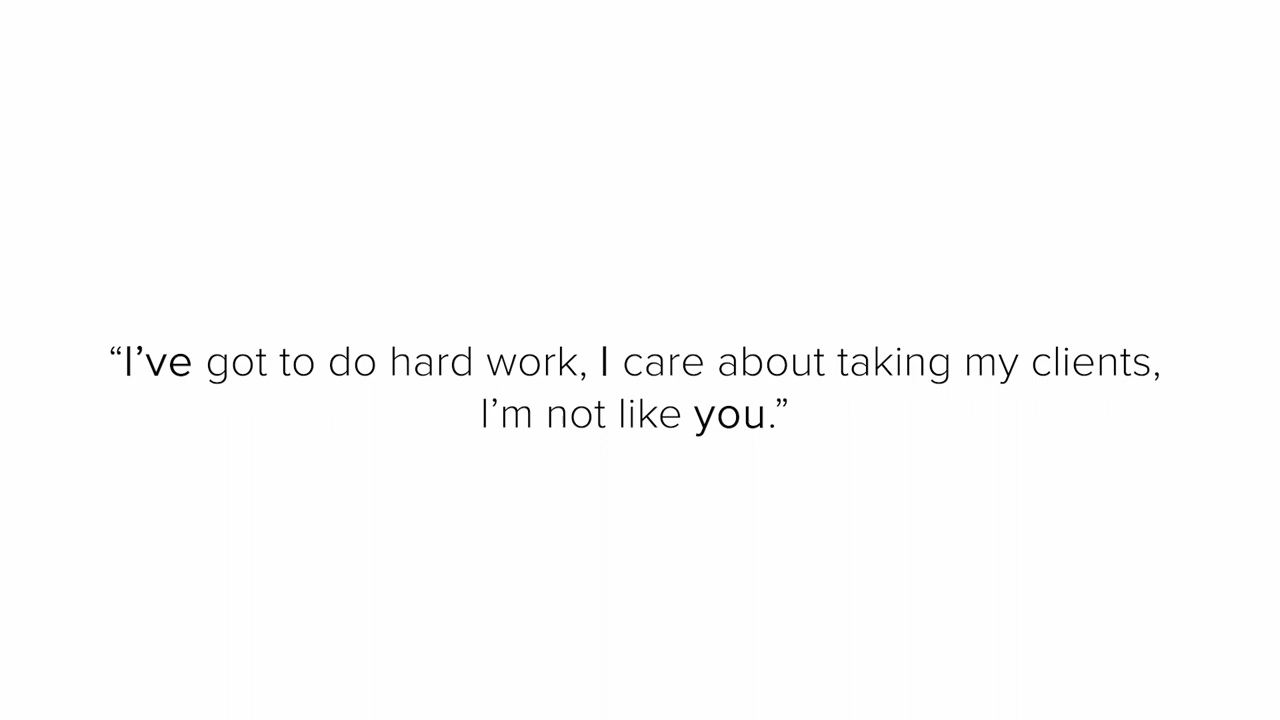 “I’ve got to do hard work, I care about taking my clients,
I’m not like you.”